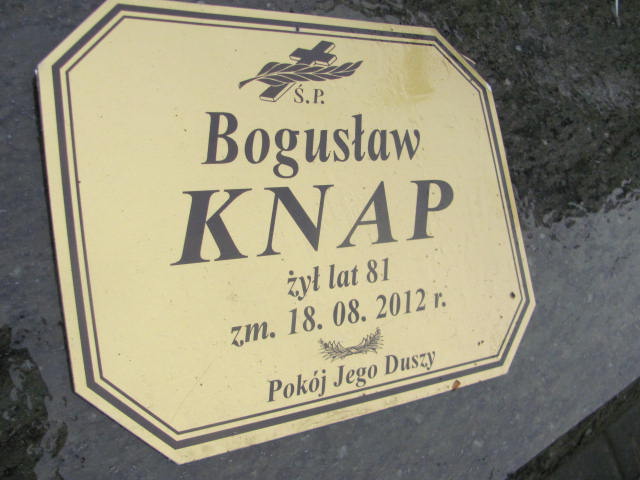 Ś.P.
Bogusław
KNAP
żył lat 81
zm. 18. 08. 2012 r.
Pokój Jego Duszy